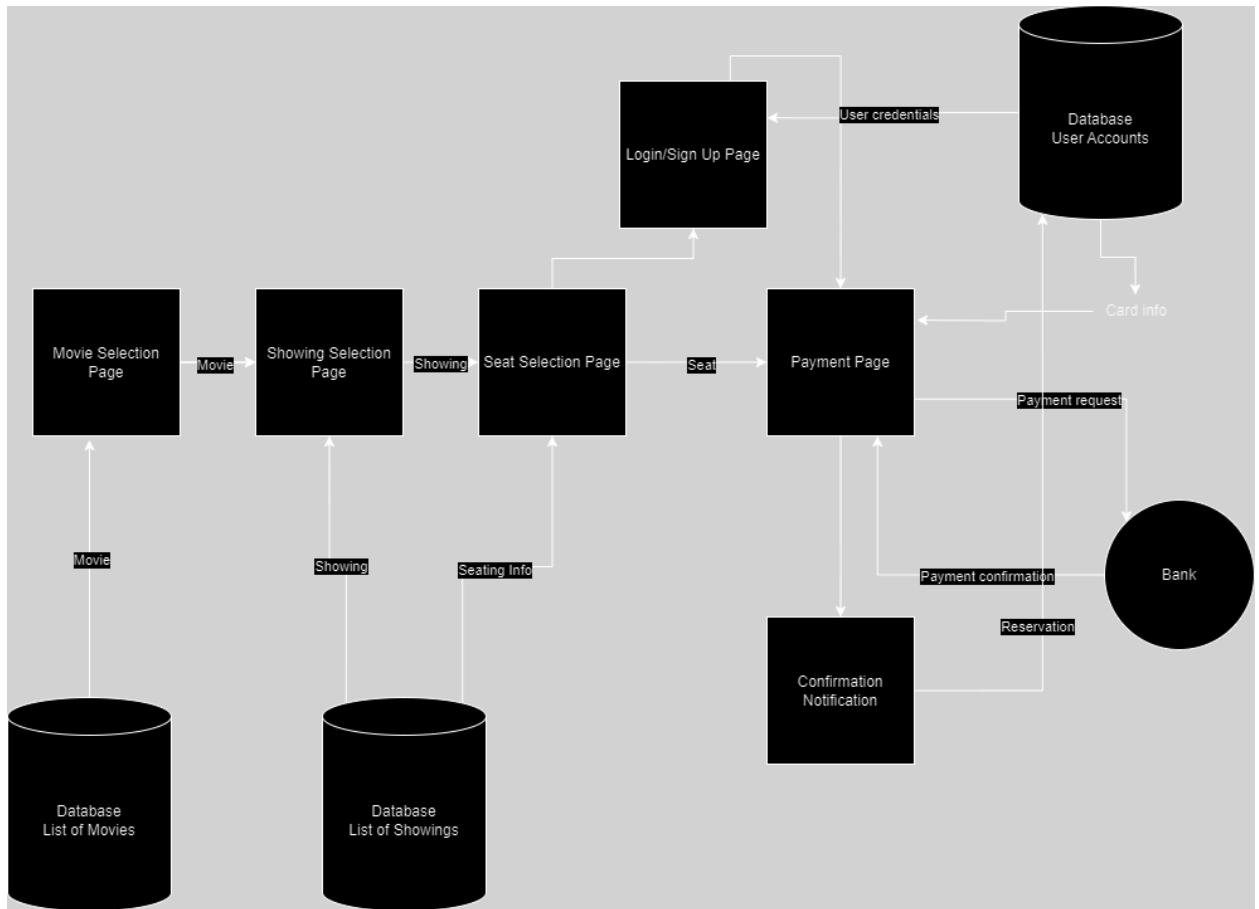 Database
User Accounts
User credentials
Login/Sign Up Page
Card info
Movie Selection
Page
Movie
Showing Selection
Page
Showing
Seat Selection Page
Seat
Payment Page
Payment request
Movie
Showing
Seating Info
Payment confirmation
Bank
Reservation
Confirmation
Notification
Database
List of Movies
Database
List of Showings